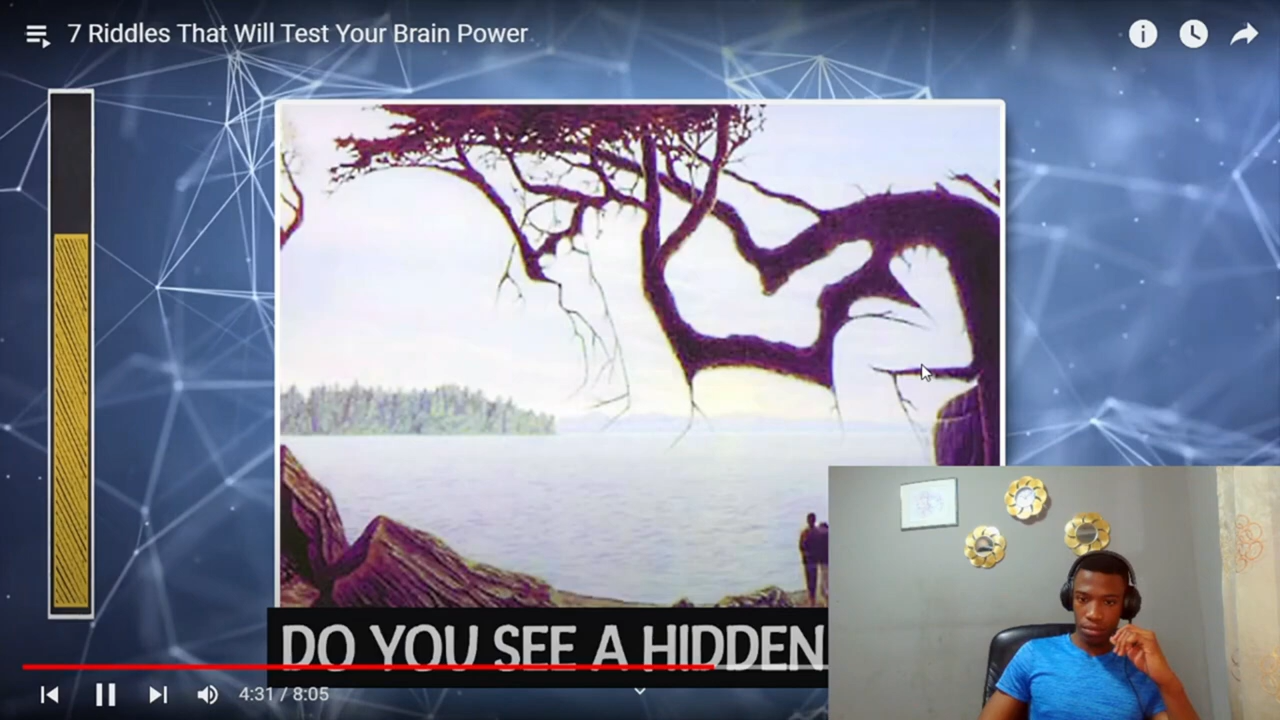 7 Riddles That Will Test Your Brain Power
DO YOU SEE A HIDDEN
4:31 / 8:05